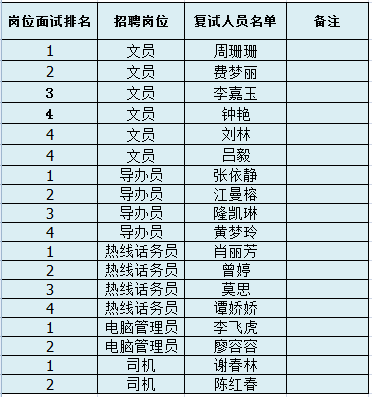 岗位面试排名 招聘岗位 复试人员名单 备注
1 文员 周珊珊
2 文员 费梦丽
3 文员 李嘉玉
4 文员 钟艳
4 文员 刘林
4 文员 吕毅
1 导办员 张依静
2 导办员 江曼榕
3 导办员 隆凯琳
4 导办员 黄梦玲
1 热线话务员 肖丽芳
2 热线话务员 曾婷
3 热线话务员 莫思
4 热线话务员 谭娇娇
1 电脑管理员 李飞虎
2 电脑管理员 廖容容
1 司机 谢春林
2 司机 陈红春